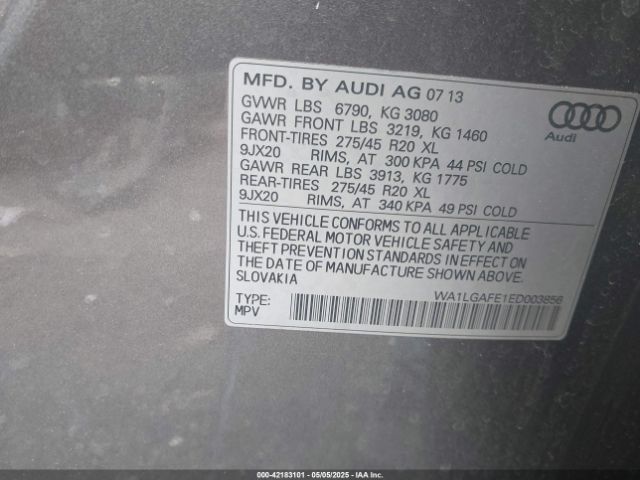 MFD. BY AUDI AG 07 13
GVWR LBS 6790, KG 3080
GAWR FRONT LBS 3219, KG 1460
FRONT-TIRES 275/45 R20 XL
9JX20 RIMS, AT 300 KPA 44 PSI COLD
GAWR REAR LBS 3913, KG 1775
REAR-TIRES 275/45 R20 XL
9JX20 RIMS, AT 340 KPA 49 PSI COLD
Audi
THIS VEHICLE CONFORMS TO ALL APPLICABLE
U.S. FEDERAL MOTOR VEHICLE SAFETY AND
THEFT PREVENTION STANDARDS IN EFFECT ON
THE DATE OF MANUFACTURE SHOWN ABOVE.
SLOVAKIA
TYPE:
MPV
WA1LGAFE1ED003856
000-42183101 - 05/05/2025 - IAA Inc.